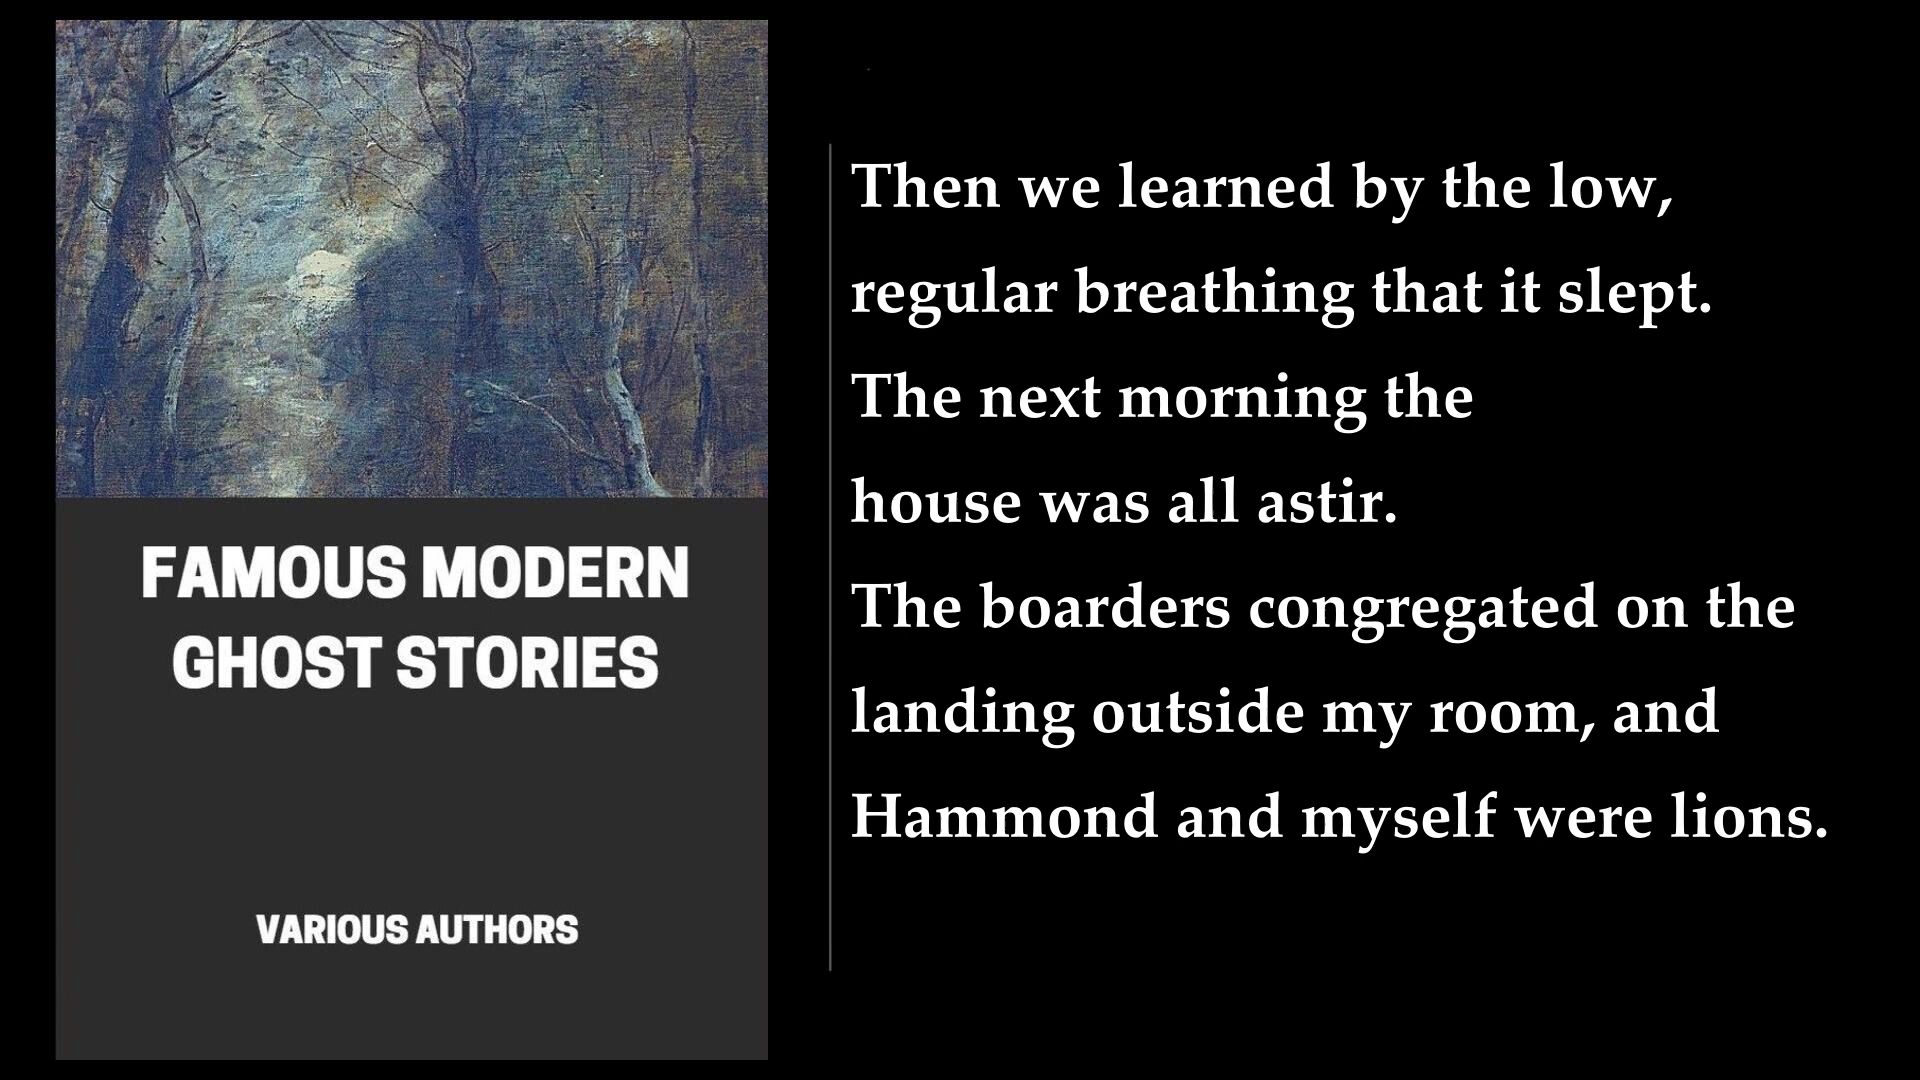 FAMOUS MODERN
GHOST STORIES
VARIOUS AUTHORS
Then we learned by the low,
regular breathing that it slept.
The next morning the
house was all astir.
The boarders congregated on the
landing outside my room, and
Hammond and myself were lions.